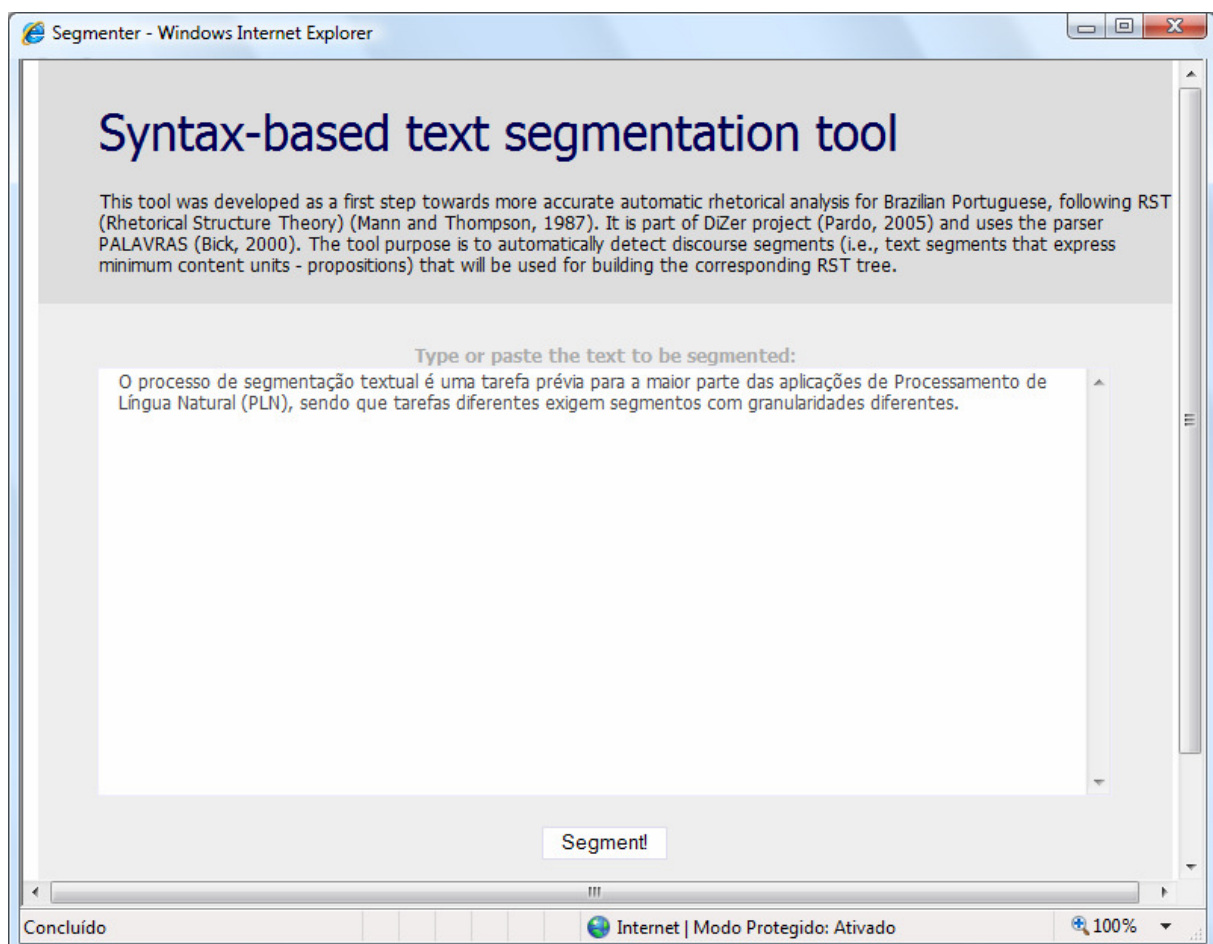 Segmenter - Windows Internet Explorer
Syntax-based text segmentation tool
This tool was developed as a first step towards more accurate automatic rhetorical analysis for Brazilian Portuguese, following RST
(Rhetorical Structure Theory) (Mann and Thompson, 1987). It is part of DiZer project (Pardo, 2005) and uses the parser
PALAVRAS (Bick, 2000). The tool purpose is to automatically detect discourse segments (i.e., text segments that express
minimum content units - propositions) that will be used for building the corresponding RST tree.
Type or paste the text to be segmented:
O processo de segmentação textual é uma tarefa prévia para a maior parte das aplicações de Processamento de
Língua Natural (PLN), sendo que tarefas diferentes exigem segmentos com granularidades diferentes.
Segment!
Concluído
Internet | Modo Protegido: Ativado
100%